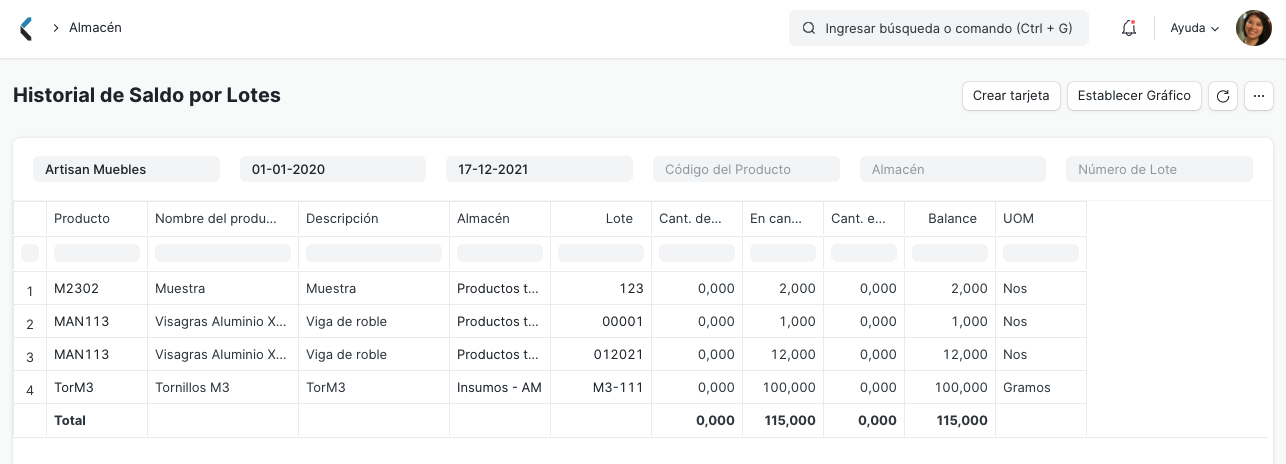 Almacén
Ingresar búsqueda o comando (Ctrl + G)
Ayuda
Historial de Saldo por Lotes
Crear tarjeta
Establecer Gráfico
Artisan Muebles 01-01-2020 17-12-2021 Código del Producto Almacén Número de Lote
Producto Nombre del produ... Descripción Almacén Lote Cant. de... En can... Cant. e... Balance UOM
1 M2302 Muestra Muestra Productos t... 123 0,000 2,000 0,000 2,000 Nos
2 MAN113 Visagras Aluminio X... Viga de roble Productos t... 00001 0,000 1,000 0,000 1,000 Nos
3 MAN113 Visagras Aluminio X... Viga de roble Productos t... 012021 0,000 12,000 0,000 12,000 Nos
4 TorM3 Tornillos M3 TorM3 Insumos - AM M3-111 0,000 100,000 0,000 100,000 Gramos
Total 0,000 115,000 0,000 115,000